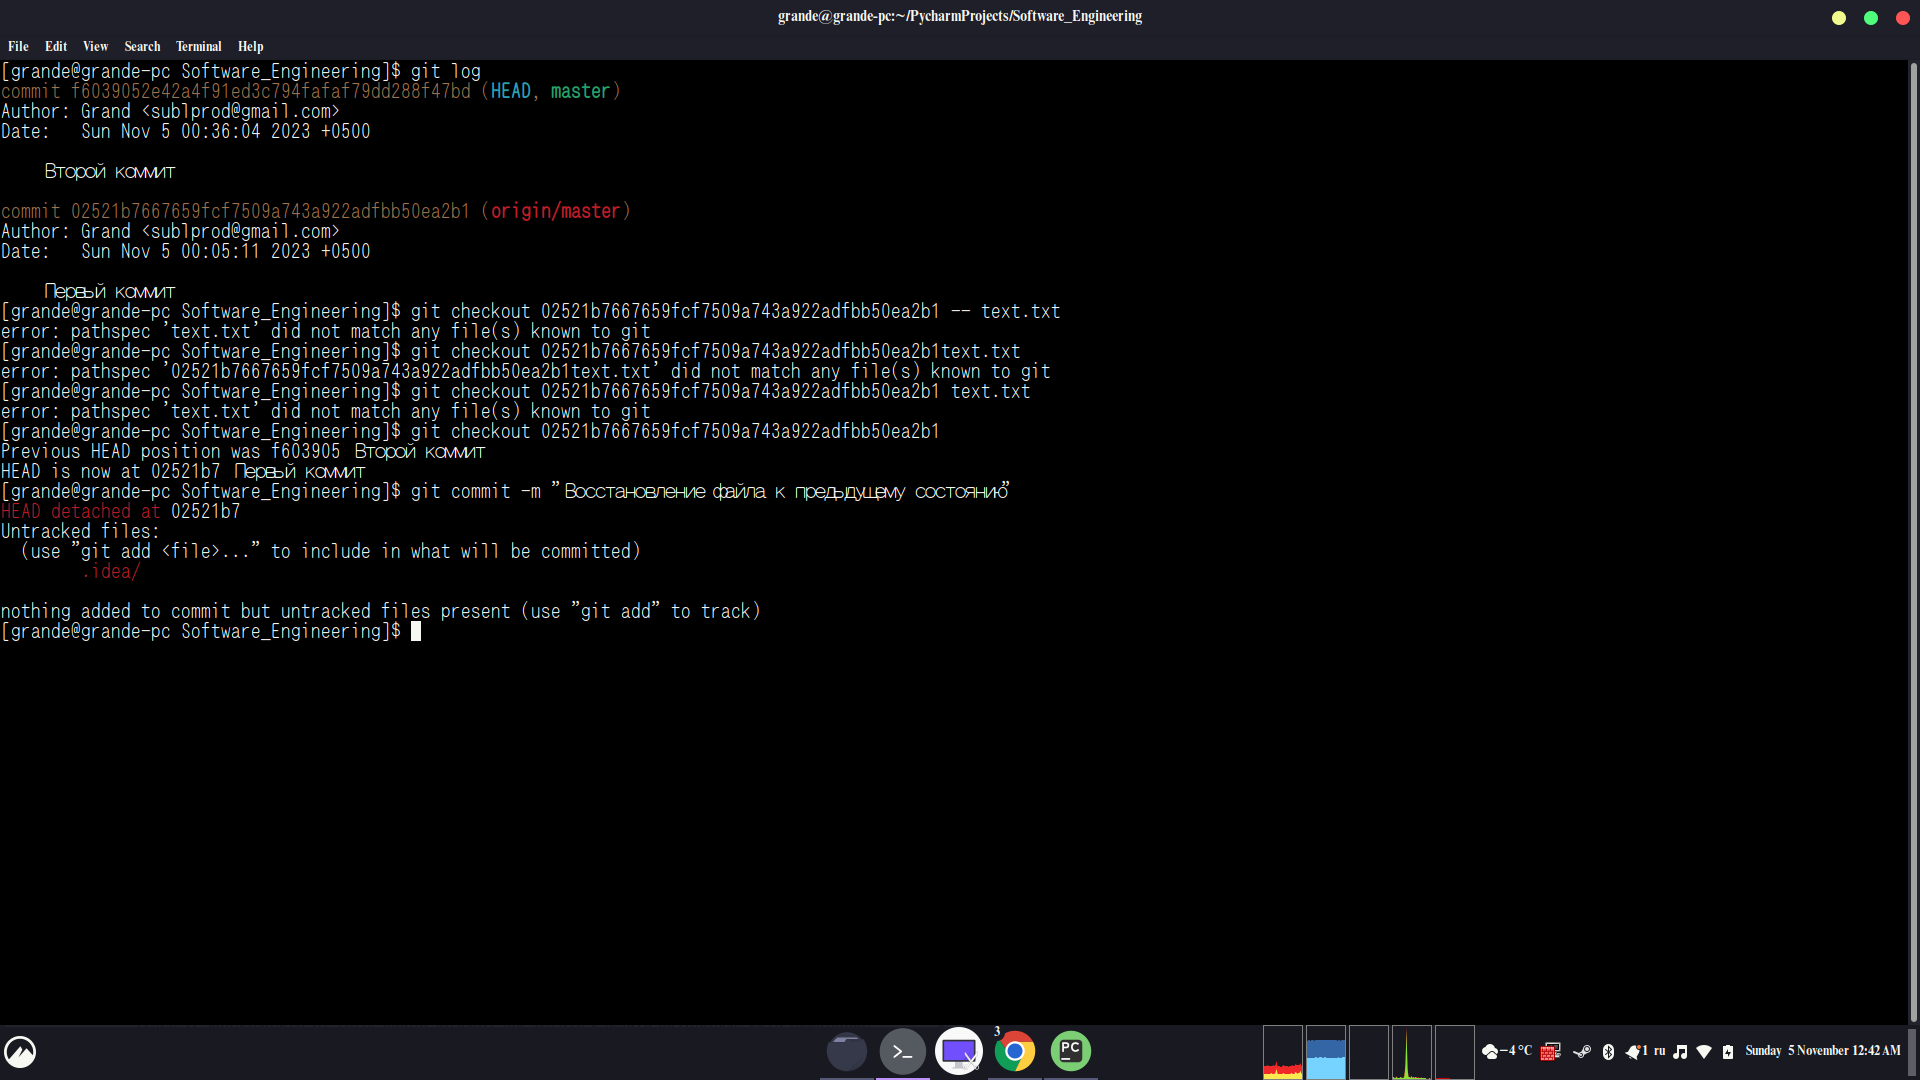 grande@grande-pc:~/PycharmProjects/Software_Engineering
File Edit View Search Terminal Help
[grande@grande-pc Software_Engineering]$ git log
commit f6039052e42a4f91ed3c794fafaf79dd288f47bd (HEAD, master)
Author: Grand <sublprod@gmail.com>
Date:   Sun Nov 5 00:36:04 2023 +0500
Второй коммит
commit 02521b7667659fcf7509a743a922adfbb50ea2b1 (origin/master)
Author: Grand <sublprod@gmail.com>
Date:   Sun Nov 5 00:05:11 2023 +0500
Первый коммит
[grande@grande-pc Software_Engineering]$ git checkout 02521b7667659fcf7509a743a922adfbb50ea2b1 -- text.txt
error: pathspec 'text.txt' did not match any file(s) known to git
[grande@grande-pc Software_Engineering]$ git checkout 02521b7667659fcf7509a743a922adfbb50ea2b1text.txt
error: pathspec '02521b7667659fcf7509a743a922adfbb50ea2b1text.txt' did not match any file(s) known to git
[grande@grande-pc Software_Engineering]$ git checkout 02521b7667659fcf7509a743a922adfbb50ea2b1 text.txt
error: pathspec 'text.txt' did not match any file(s) known to git
[grande@grande-pc Software_Engineering]$ git checkout 02521b7667659fcf7509a743a922adfbb50ea2b1
Previous HEAD position was f603905 Второй коммит
HEAD is now at 02521b7 Первый коммит
[grande@grande-pc Software_Engineering]$ git commit -m "Восстановление файла к предыдущему состоянию"
HEAD detached at 02521b7
Untracked files:
  (use "git add <file>..." to include in what will be committed)
        .idea/
nothing added to commit but untracked files present (use "git add" to track)
[grande@grande-pc Software_Engineering]$
3
PC
−4 °C 1 ru Sunday 5 November 12:42 AM